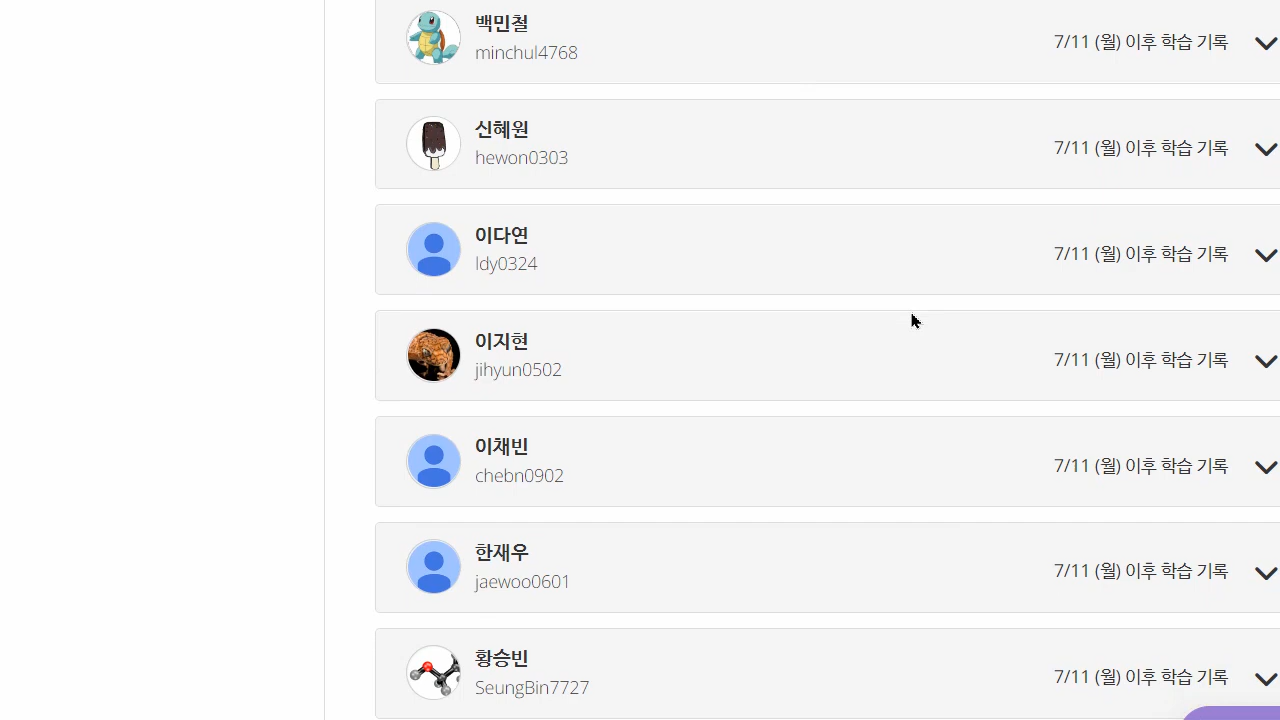 백민철
minchul4768
7/11 (월) 이후 학습 기록
신혜원
hewon0303
7/11 (월) 이후 학습 기록
이다연
ldy0324
7/11 (월) 이후 학습 기록
이지현
jihyun0502
7/11 (월) 이후 학습 기록
이채빈
chebn0902
7/11 (월) 이후 학습 기록
한재우
jaewoo0601
7/11 (월) 이후 학습 기록
황승빈
SeungBin7727
7/11 (월) 이후 학습 기록